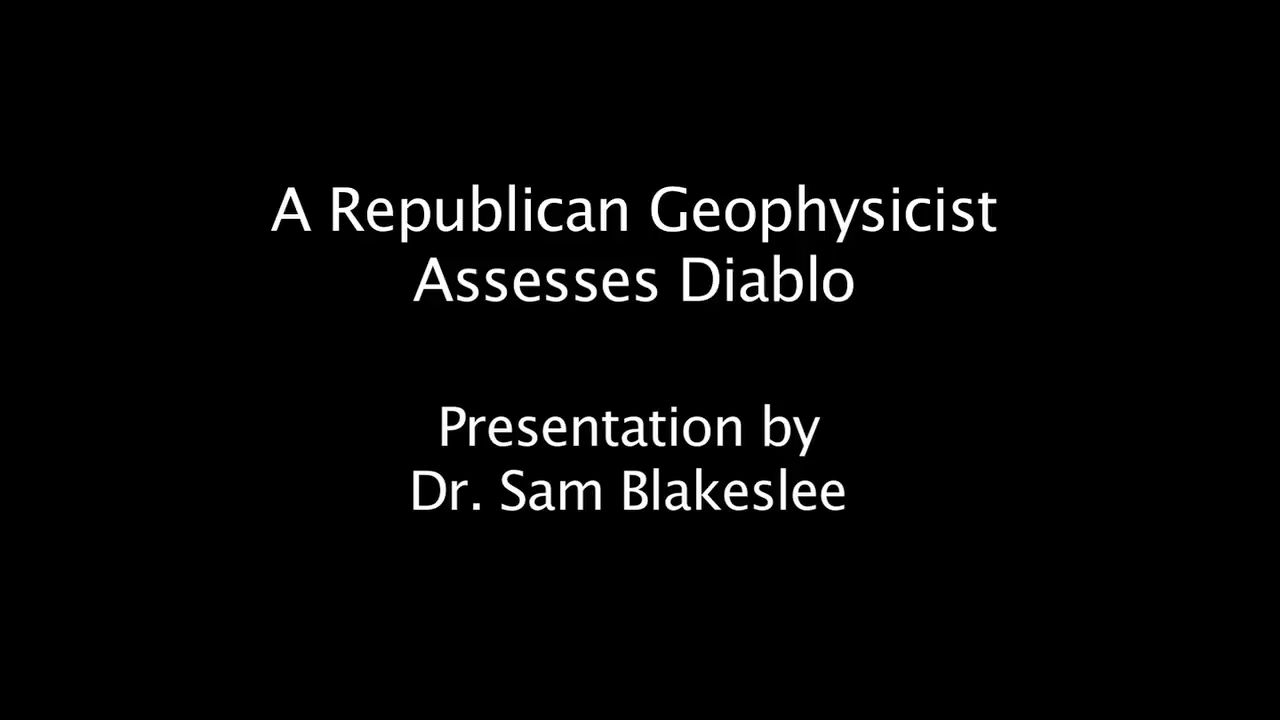 A Republican Geophysicist
Assesses Diablo
Presentation by
Dr. Sam Blakeslee